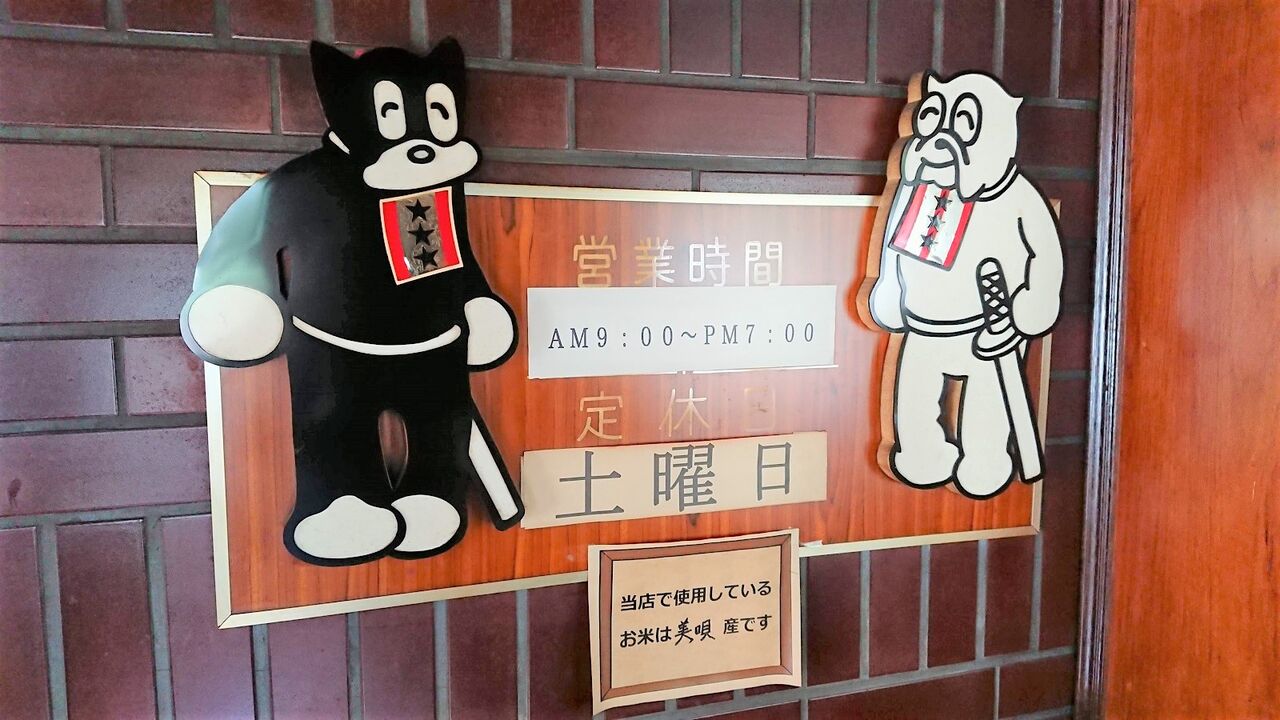 営業時間
AM9：00～PM7：00
定休日
土曜日
当店で使用している
お米は美唄産です